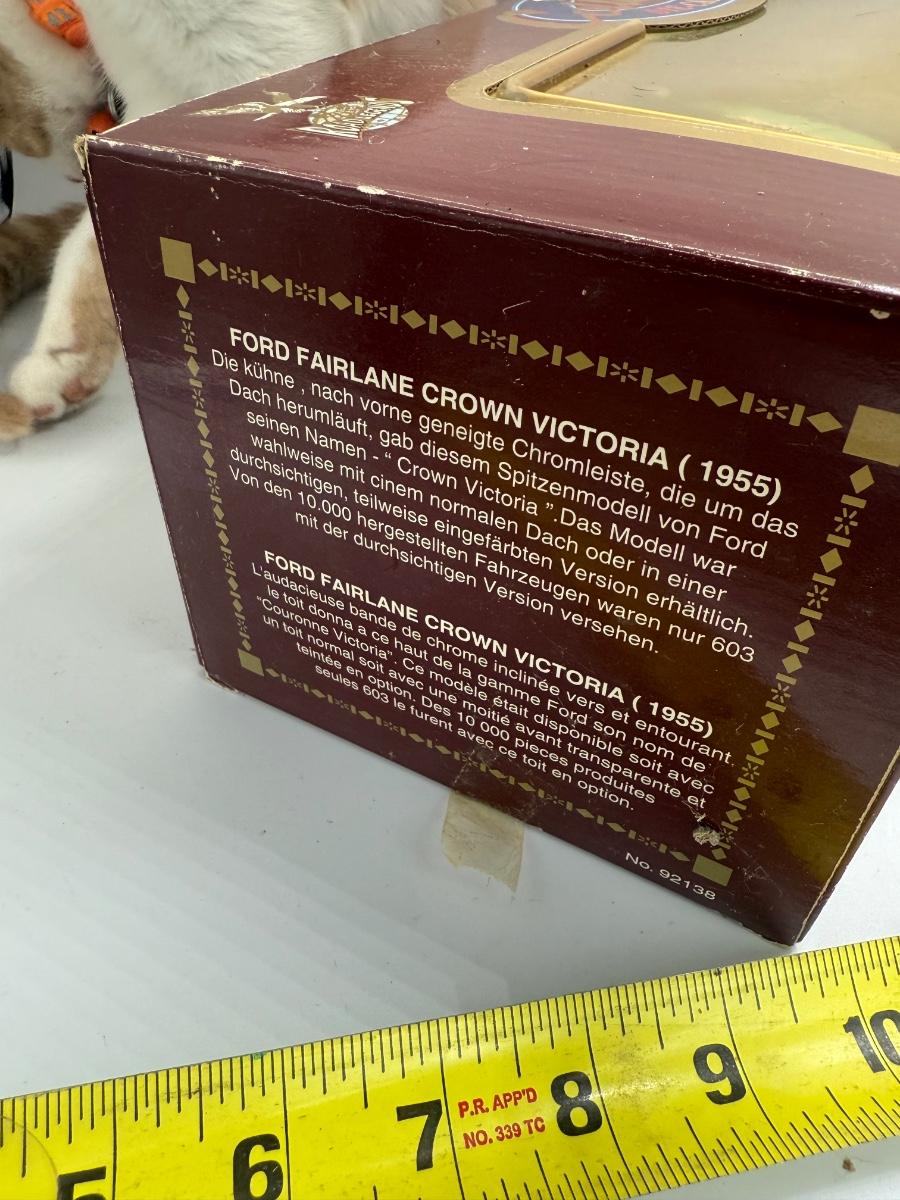 ROAD
FORD FAIRLANE CROWN VICTORIA ( 1955)
Die kühne , nach vorne geneigte Chromleiste, die um das
Dach herumläuft, gab diesem Spitzenmodell von Ford
seinen Namen - “ Crown Victoria ”.Das Modell war
wahlweise mit cinem normalen Dach oder in einer
durchsichtigen, teilweise eingefärbten Version erhältlich.
Von den 10.000 hergestellten Fahrzeugen waren nur 603
mit der durchsichtigen Version versehen.
FORD FAIRLANE CROWN VICTORIA ( 1955)
L'audacieuse bande de chrome inclinée vers et entourant
le toit donna a ce haut de la gamme Ford son nom de
“Couronne Victoria”. Ce modèle était disponible soit avec
un toit normal soit avec une moitié avant transparente et
teintée en option. Des 10 000 pieces produites
seules 603 le furent avec ce toit en option.
No. 92138
5 6 7 P.R. APP'D 8 9 10
NO. 339 TC